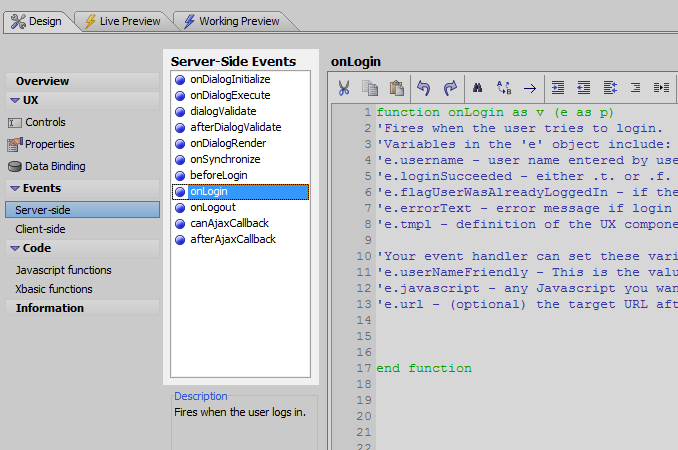 Design
Live Preview
Working Preview
Overview
UX
Controls
Properties
Data Binding
Events
Server-side
Client-side
Code
Javascript functions
Xbasic functions
Information
Server-Side Events
onDialogInitialize
onDialogExecute
dialogValidate
afterDialogValidate
onDialogRender
onSynchronize
beforeLogin
onLogin
onLogout
canAjaxCallback
afterAjaxCallback
Description
Fires when the user logs in.
onLogin
1 function onLogin as v (e as p)
2 'Fires when the user tries to login.
3 'Variables in the 'e' object include:
4 'e.username - user name entered by use
5 'e.loginSucceeded - either .t. or .f.
6 'e.flagUserWasAlreadyLoggedIn - if the
7 'e.errorText - error message if login
8 'e.tmpl - definition of the UX compone
9
10 'Your event handler can set these vari
11 'e.userNameFriendly - This is the valu
12 'e.javascript - any Javascript you wan
13 'e.url - (optional) the target URL aft
14
15
16
17 end function
18
19
20
21
22